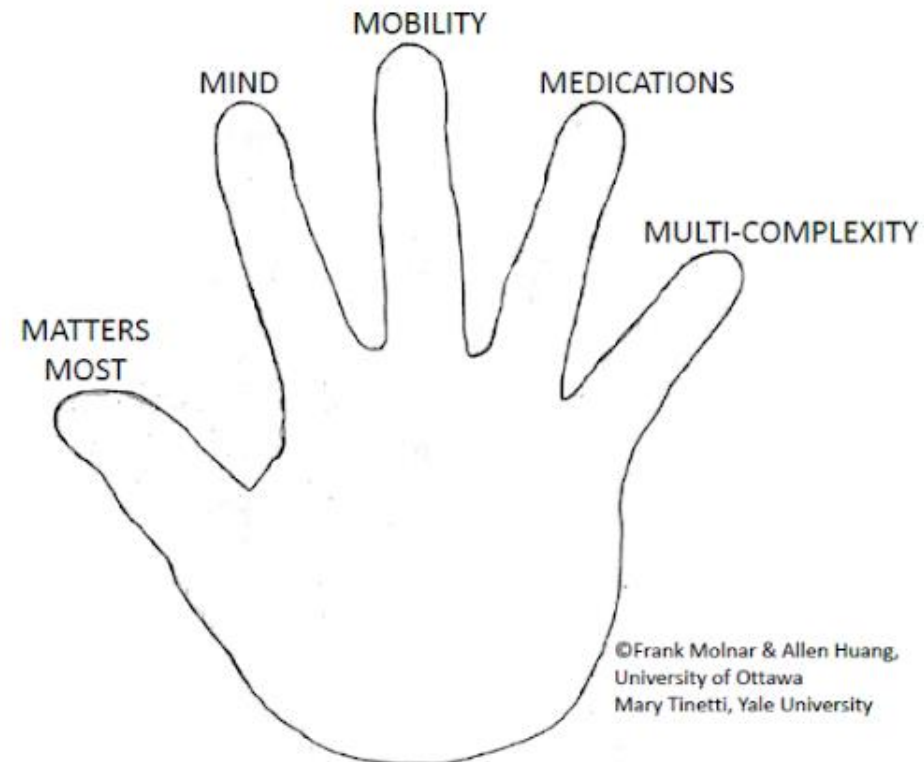 MOBILITY
MIND
MEDICATIONS
MULTI-COMPLEXITY
MATTERS
MOST
©Frank Molnar & Allen Huang,
University of Ottawa
Mary Tinetti, Yale University